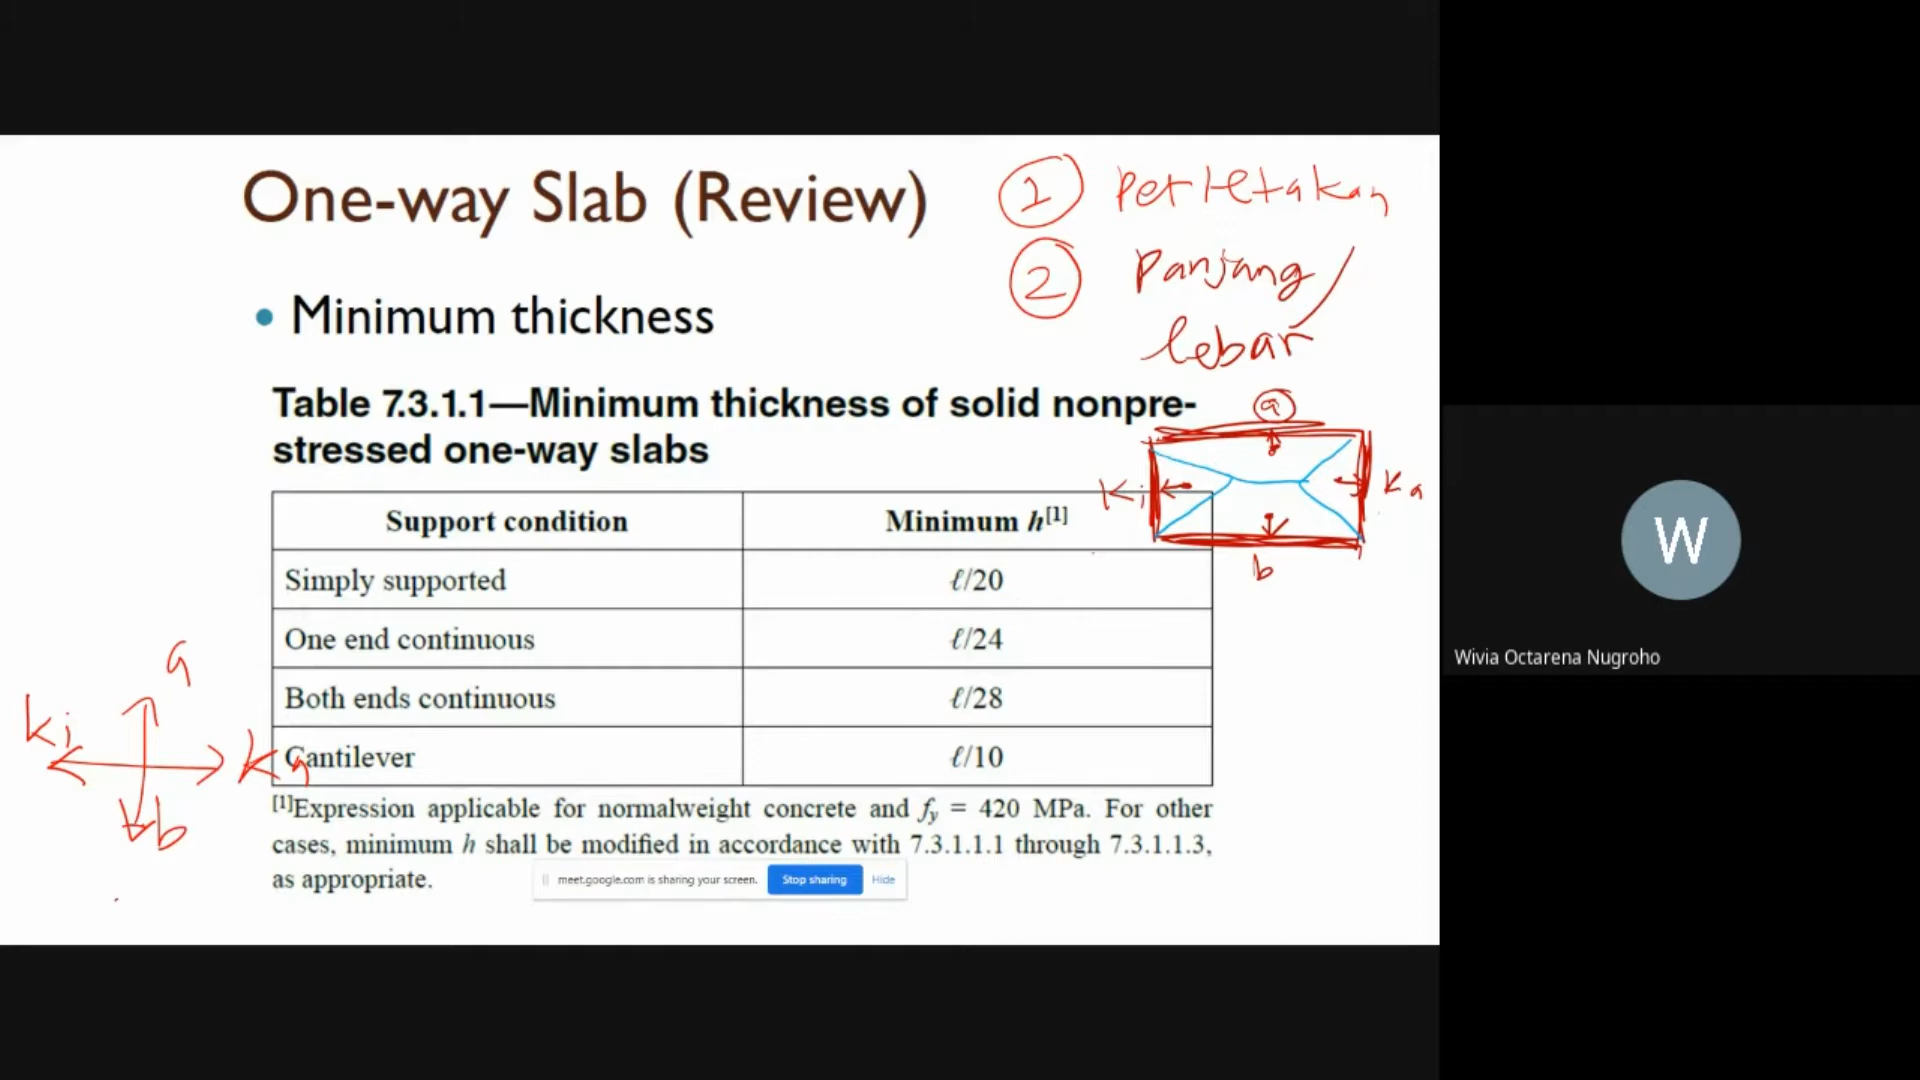 One-way Slab (Review)
1 Perletakan
2 Panjang/
lebar
• Minimum thickness
Table 7.3.1.1—Minimum thickness of solid nonpre-
stressed one-way slabs
a
Ki
Ka
b
Support condition Minimum h[1]
Simply supported ℓ/20
One end continuous ℓ/24
Both ends continuous ℓ/28
Cantilever ℓ/10
a
ki
ka
b
[1]Expression applicable for normalweight concrete and fy = 420 MPa. For other
cases, minimum h shall be modified in accordance with 7.3.1.1.1 through 7.3.1.1.3,
as appropriate.
meet.google.com is sharing your screen. Stop sharing Hide
W
Wivia Octarena Nugroho